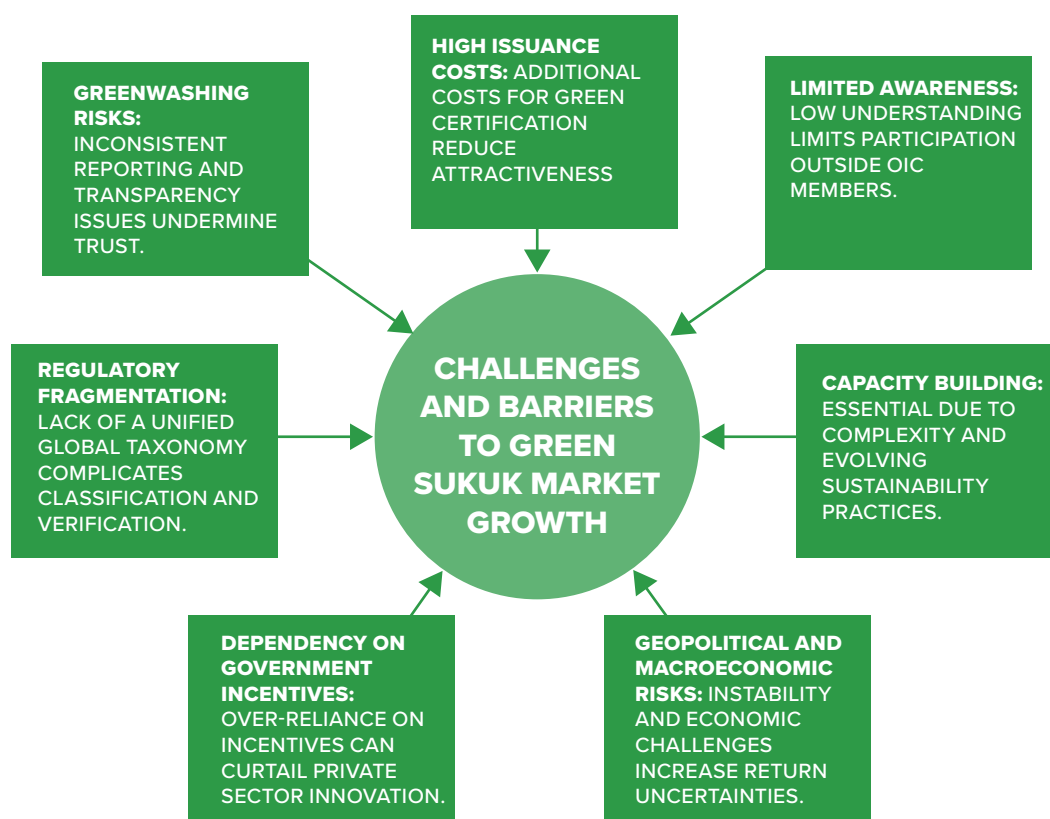 HIGH ISSUANCE
COSTS: ADDITIONAL
COSTS FOR GREEN
CERTIFICATION
REDUCE
ATTRACTIVENESS
GREENWASHING
RISKS:
INCONSISTENT
REPORTING AND
TRANSPARENCY
ISSUES UNDERMINE
TRUST.
LIMITED AWARENESS:
LOW UNDERSTANDING
LIMITS PARTICIPATION
OUTSIDE OIC
MEMBERS.
REGULATORY
FRAGMENTATION:
LACK OF A UNIFIED
GLOBAL TAXONOMY
COMPLICATES
CLASSIFICATION AND
VERIFICATION.
CHALLENGES
AND BARRIERS
TO GREEN
SUKUK MARKET
GROWTH
CAPACITY BUILDING:
ESSENTIAL DUE TO
COMPLEXITY AND
EVOLVING
SUSTAINABILITY
PRACTICES.
DEPENDENCY ON
GOVERNMENT
INCENTIVES:
OVER-RELIANCE ON
INCENTIVES CAN
CURTAIL PRIVATE
SECTOR INNOVATION.
GEOPOLITICAL AND
MACROECONOMIC
RISKS: INSTABILITY
AND ECONOMIC
CHALLENGES
INCREASE RETURN
UNCERTAINTIES.